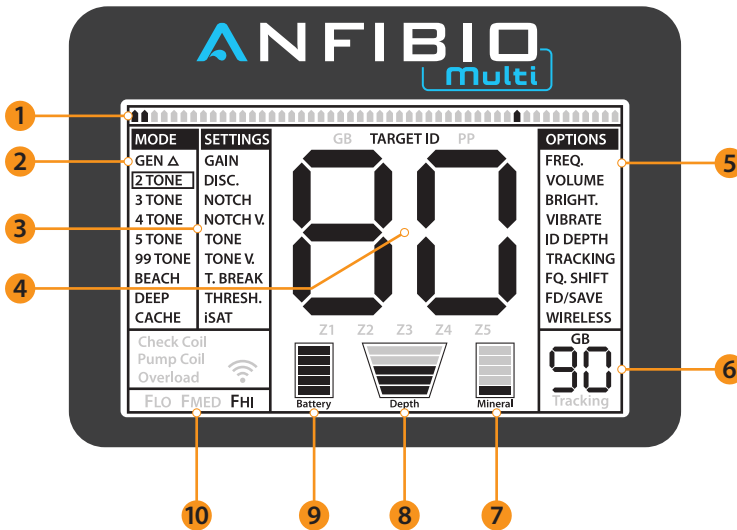 ANFIBIO
multi
1
MODE
SETTINGS
GB
TARGET ID
PP
OPTIONS
2
GEN △
2 TONE
3 TONE
4 TONE
5 TONE
99 TONE
BEACH
DEEP
CACHE
3
GAIN
DISC.
NOTCH
NOTCH V.
TONE
TONE V.
T. BREAK
THRESH.
iSAT
4
80
5
FREQ.
VOLUME
BRIGHT.
VIBRATE
ID DEPTH
TRACKING
FQ. SHIFT
FD/SAVE
WIRELESS
Z1 Z2 Z3 Z4 Z5
Check Coil
Pump Coil
Overload
GB
90
Tracking
6
FLO FMED FHI
Battery
Depth
Mineral
10
9
8
7